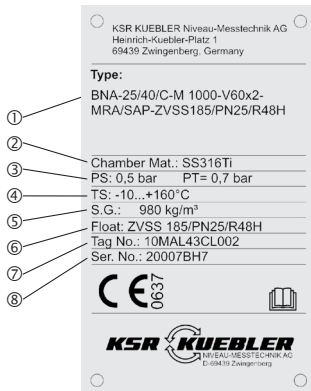 KSR KUEBLER Niveau-Messtechnik AG
Heinrich-Kuebler-Platz 1
69439 Zwingenberg, Germany
Type:
① BNA-25/40/C-M 1000-V60x2-
MRA/SAP-ZVSS185/PN25/R48H
② Chamber Mat.: SS316Ti
③ PS: 0,5 bar PT= 0,7 bar
④ TS: -10...+160°C
⑤ S.G.: 980 kg/m³
⑥ Float: ZVSS 185/PN25/R48H
⑦ Tag No.: 10MAL43CL002
⑧ Ser. No.: 20007BH7
CE 0637
KSR KUEBLER
NIVEAU-MESSTECHNIK AG
D-69439 Zwingenberg